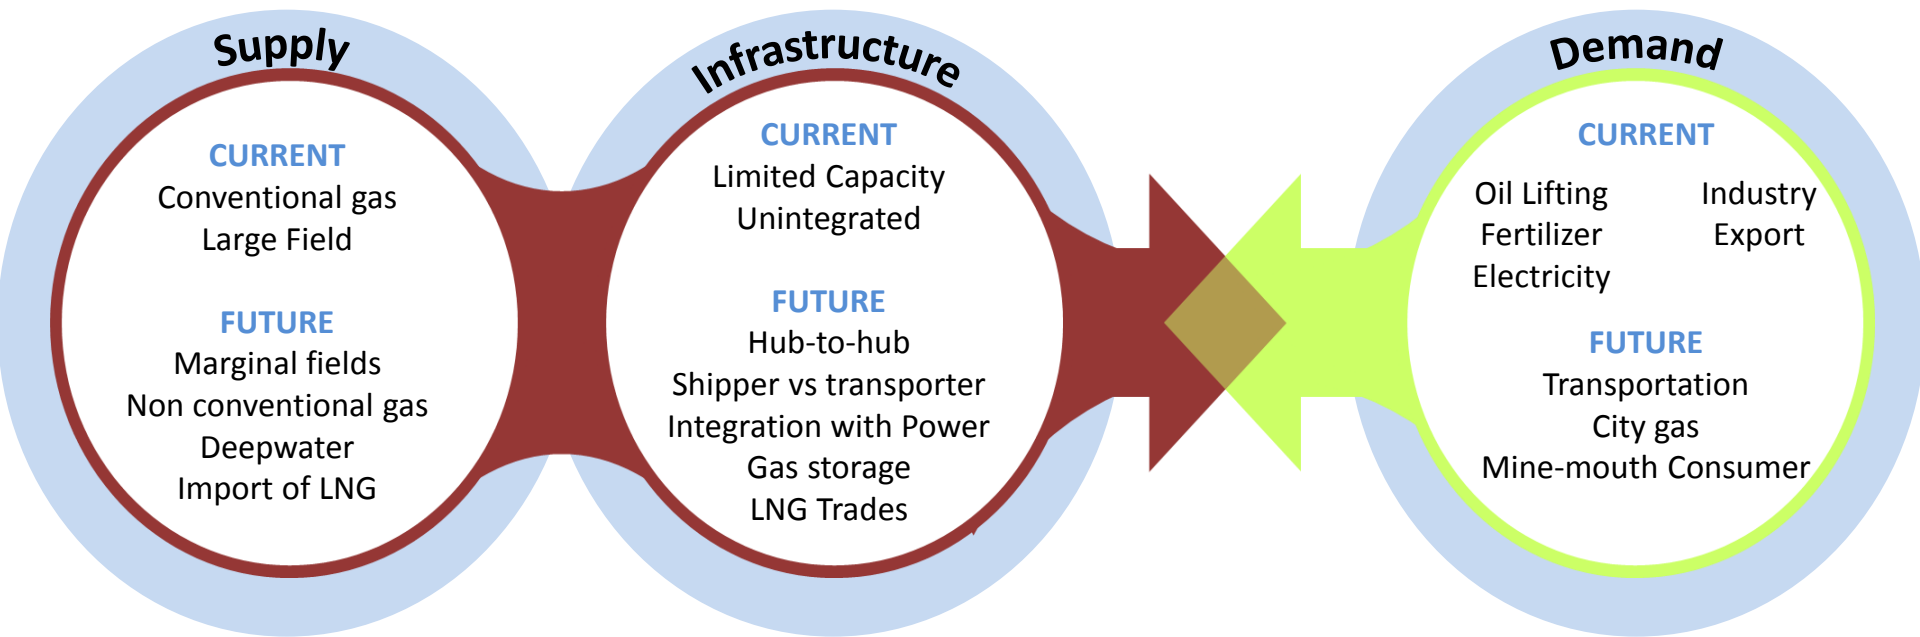 Supply
CURRENT
Conventional gas
Large Field
FUTURE
Marginal fields
Non conventional gas
Deepwater
Import of LNG
Infrastructure
CURRENT
Limited Capacity
Unintegrated
FUTURE
Hub-to-hub
Shipper vs transporter
Integration with Power
Gas storage
LNG Trades
Demand
CURRENT
Oil Lifting
Fertilizer
Electricity
Industry
Export
FUTURE
Transportation
City gas
Mine-mouth Consumer